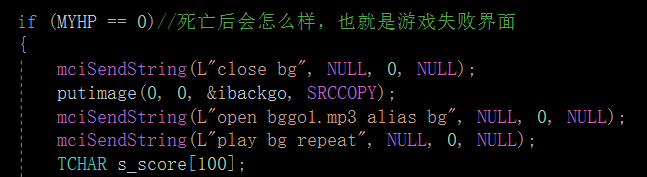 if (MYHP == 0)//死亡后会怎么样，也就是游戏失败界面
{
mciSendString(L"close bg", NULL, 0, NULL);
putimage(0, 0, &ibackgo, SRCCOPY);
mciSendString(L"open bggo1.mp3 alias bg", NULL, 0, NULL);
mciSendString(L"play bg repeat", NULL, 0, NULL);
TCHAR s_score[100];